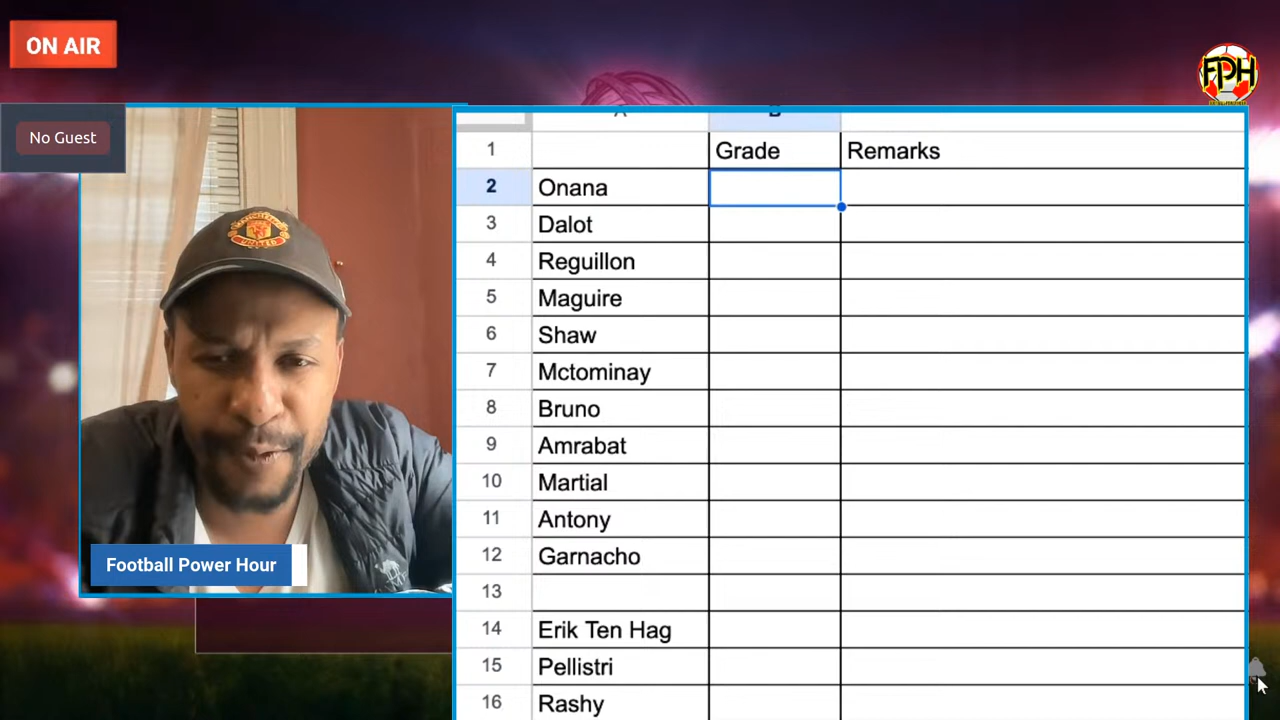 ON AIR
FPH
No Guest
Football Power Hour
1 Grade Remarks
2 Onana
3 Dalot
4 Reguillon
5 Maguire
6 Shaw
7 Mctominay
8 Bruno
9 Amrabat
10 Martial
11 Antony
12 Garnacho
13
14 Erik Ten Hag
15 Pellistri
16 Rashy